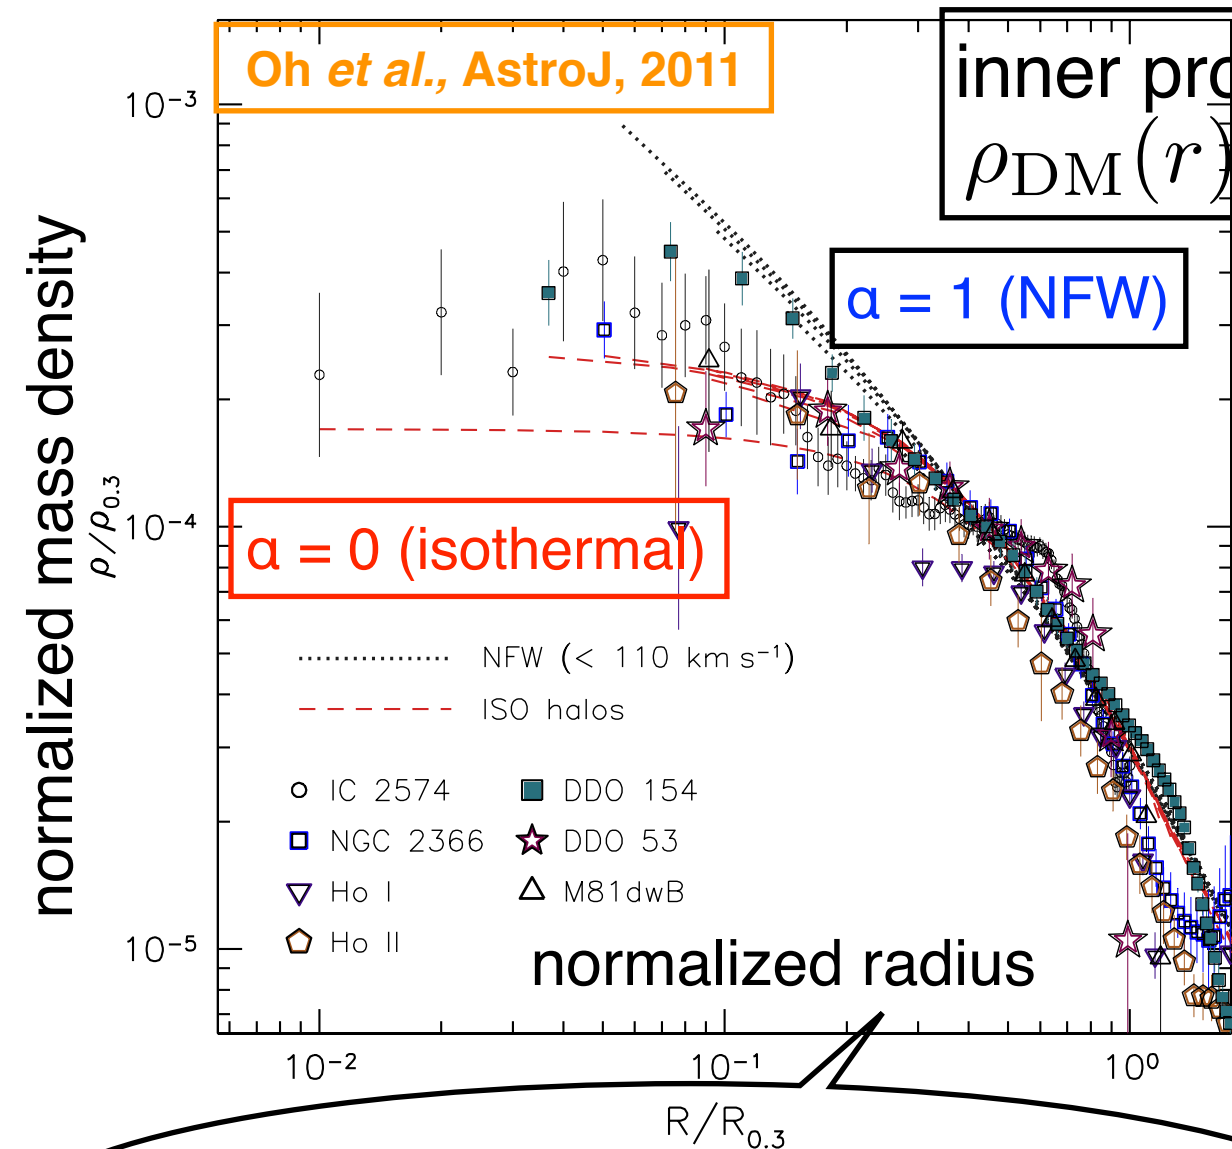 Oh et al., AstroJ, 2011
inner pro
ρDM(r)
α = 1 (NFW)
α = 0 (isothermal)
normalized mass density
ρ/ρ0.3
10⁻³
10⁻⁴
10⁻⁵
NFW (< 110 km s⁻¹)
ISO halos
IC 2574
DDO 154
NGC 2366
DDO 53
Ho I
M81dwB
Ho II
normalized radius
10⁻²
10⁻¹
10⁰
R/R0.3